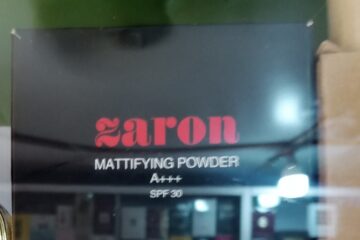 zaron
MATTIFYING POWDER
A+++
SPF 30